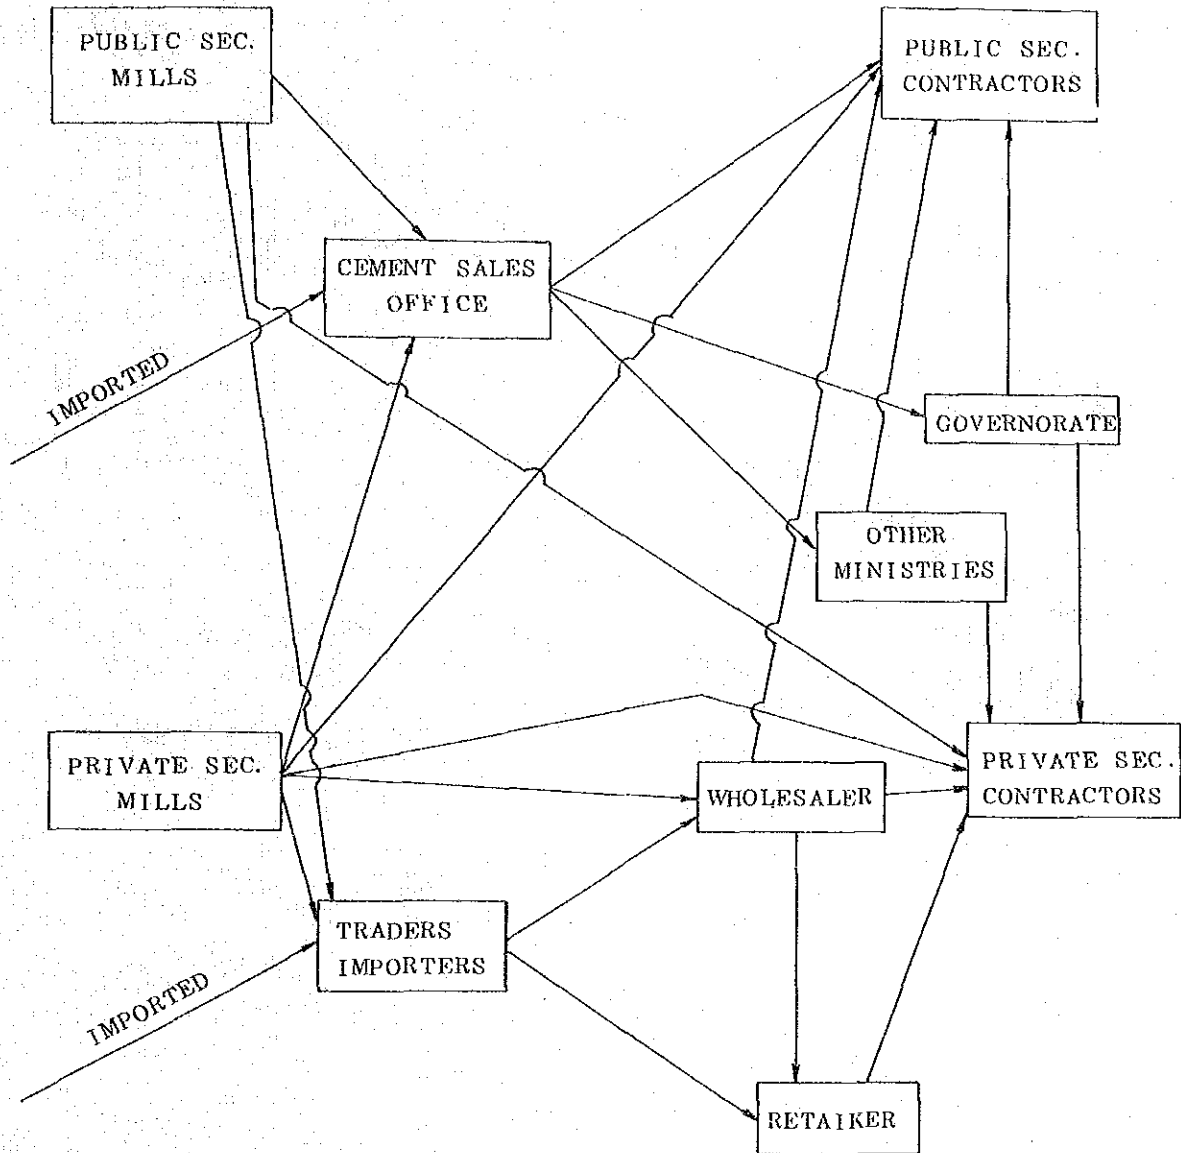 PUBLIC SEC.
MILLS
PUBLIC SEC.
CONTRACTORS
CEMENT SALES
OFFICE
IMPORTED
GOVERNORATE
OTHER
MINISTRIES
PRIVATE SEC.
MILLS
WHOLESALER
PRIVATE SEC.
CONTRACTORS
TRADERS
IMPORTERS
IMPORTED
RETAIKER